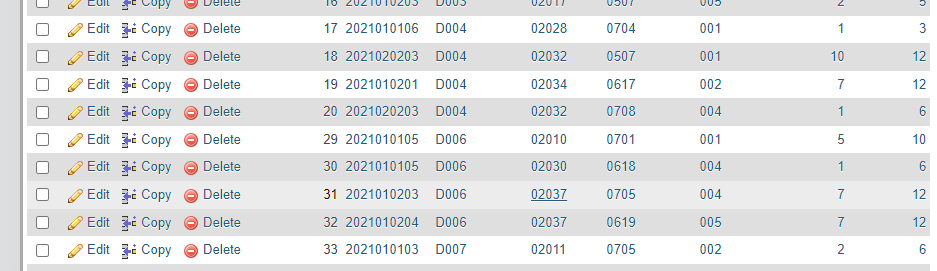 Edit Copy Delete 16 2021010203 D003 02017 0507 005 2 5
Edit Copy Delete 17 2021010106 D004 02028 0704 001 1 3
Edit Copy Delete 18 2021020203 D004 02032 0507 001 10 12
Edit Copy Delete 19 2021010201 D004 02034 0617 002 7 12
Edit Copy Delete 20 2021020203 D004 02032 0708 004 1 6
Edit Copy Delete 29 2021010105 D006 02010 0701 001 5 10
Edit Copy Delete 30 2021010105 D006 02030 0618 004 1 6
Edit Copy Delete 31 2021010203 D006 02037 0705 004 7 12
Edit Copy Delete 32 2021010204 D006 02037 0619 005 7 12
Edit Copy Delete 33 2021010103 D007 02011 0705 002 2 6